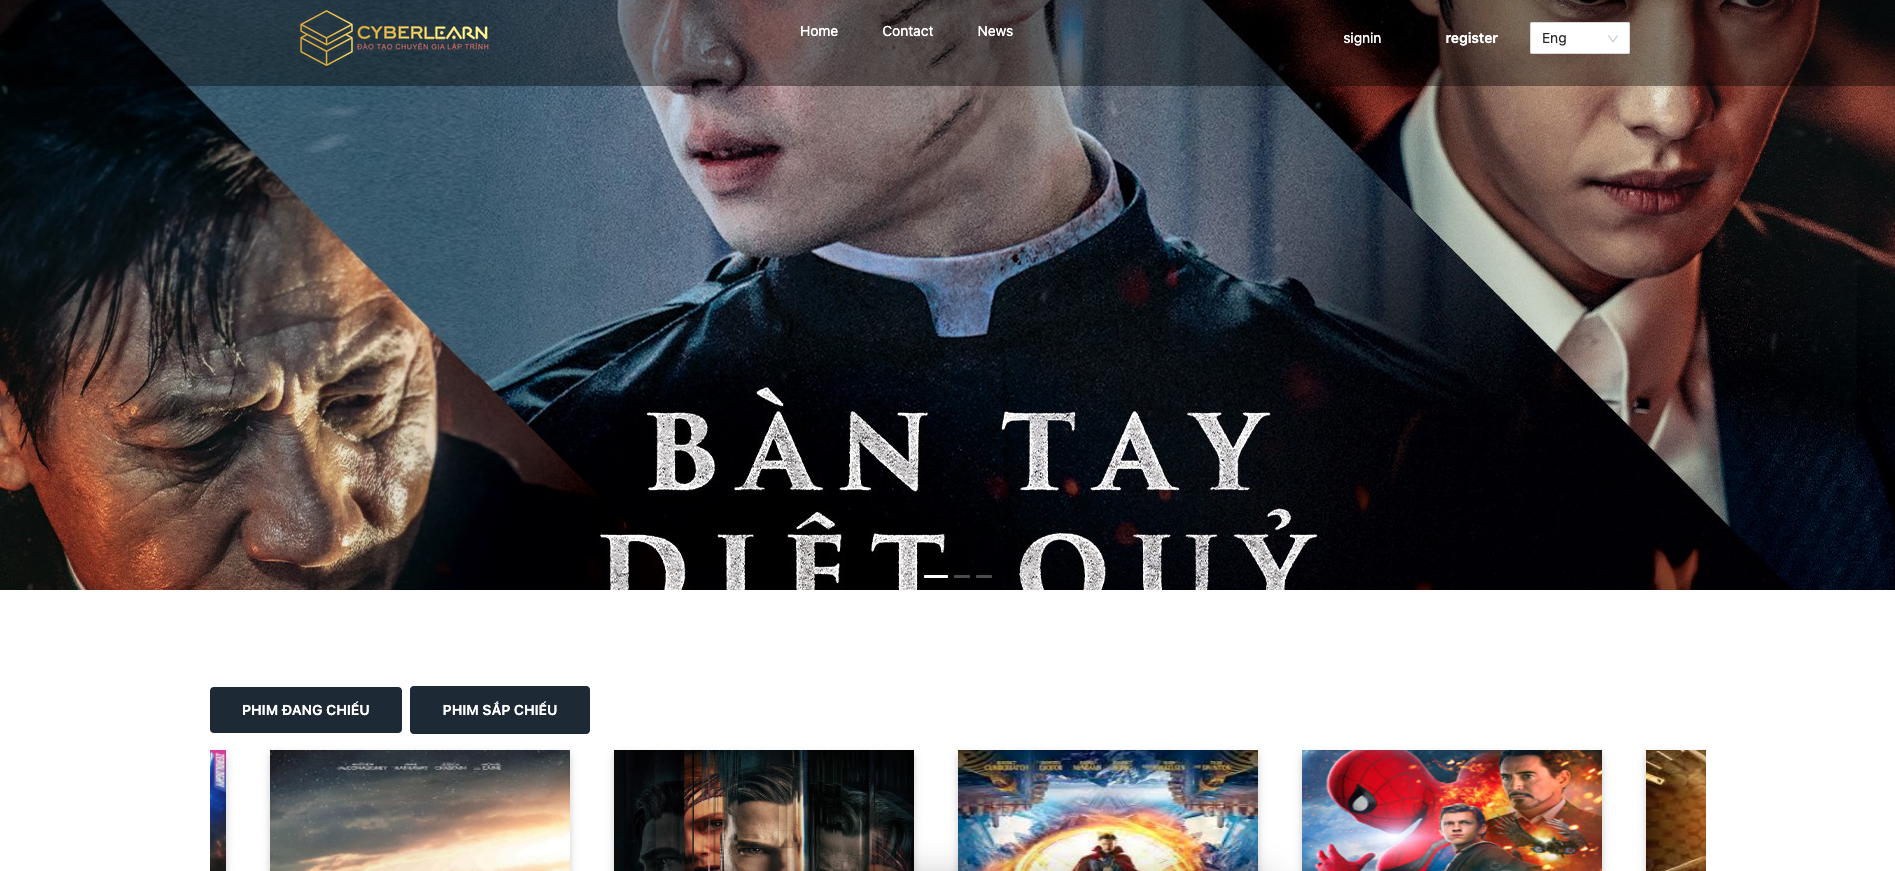 CYBERLEARN
ĐÀO TẠO CHUYÊN GIA LẬP TRÌNH
Home
Contact
News
signin
register
Eng
BÀN TAY
DIỆT QUỶ
PHIM ĐANG CHIẾU
PHIM SẮP CHIẾU